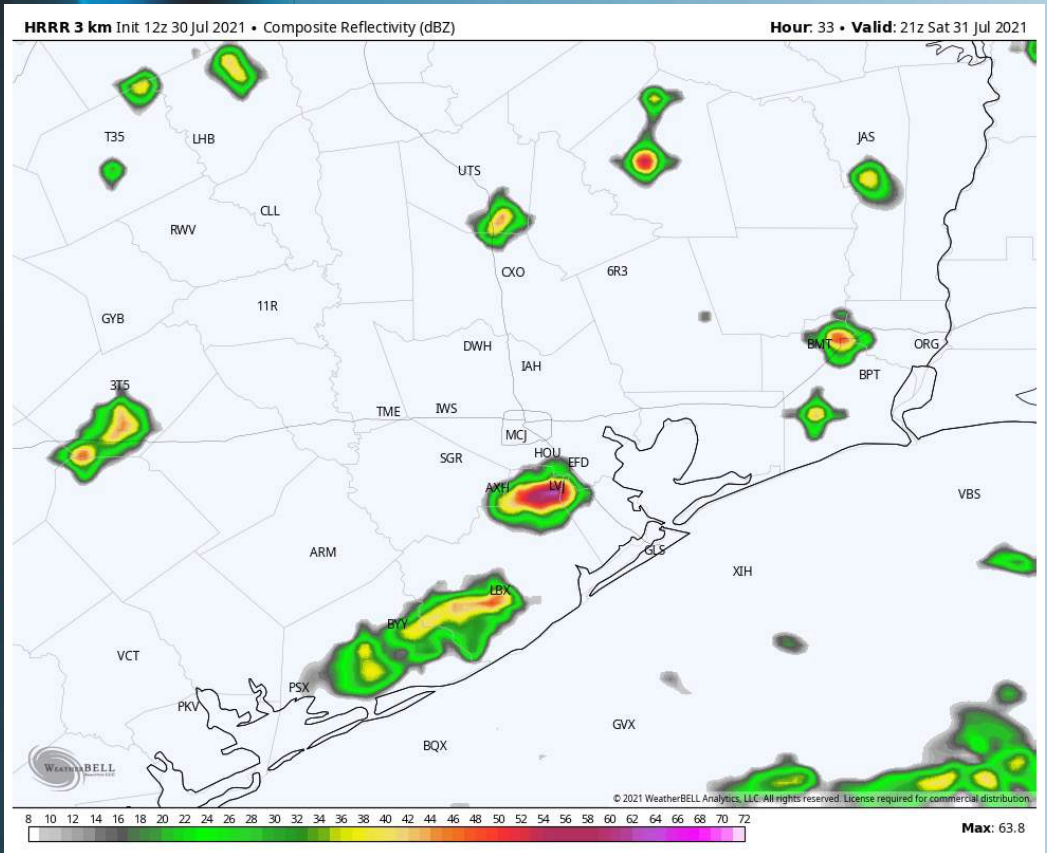 HRRR 3 km Init 12z 30 Jul 2021 • Composite Reflectivity (dBZ) Hour: 33 • Valid: 21z Sat 31 Jul 2021
T35 LHB JAS
UTS
CLL
RWV
CXO 6R3
11R
GYB
DWH BMT ORG
IAH BPT
3T5
TME IWS
MCJ
SGR HOU
EFD
AXH LVJ VBS
ARM GLS
XIH
LBX
BYY
VCT
PSX
PKV
GVX
BQX
WEATHERBELL
© 2021 WeatherBELL Analytics, LLC. All rights reserved. License required for commercial distribution.
8 10 12 14 16 18 20 22 24 26 28 30 32 34 36 38 40 42 44 46 48 50 52 54 56 58 60 62 64 66 68 70 72
Max: 63.8